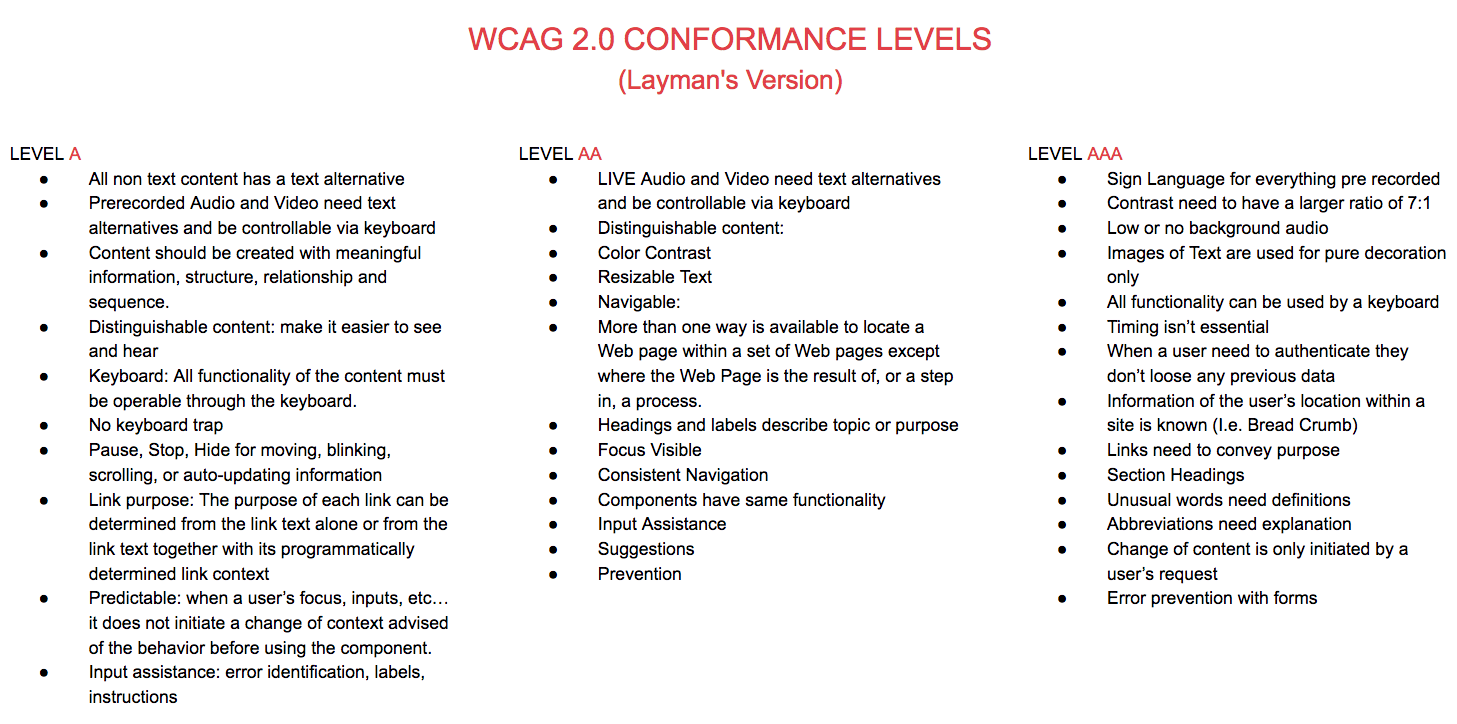 WCAG 2.0 CONFORMANCE LEVELS
(Layman's Version)
LEVEL A
● All non text content has a text alternative
● Prerecorded Audio and Video need text
alternatives and be controllable via keyboard
● Content should be created with meaningful
information, structure, relationship and
sequence.
● Distinguishable content: make it easier to see
and hear
● Keyboard: All functionality of the content must
be operable through the keyboard.
● No keyboard trap
● Pause, Stop, Hide for moving, blinking,
scrolling, or auto-updating information
● Link purpose: The purpose of each link can be
determined from the link text alone or from the
link text together with its programmatically
determined link context
● Predictable: when a user’s focus, inputs, etc…
it does not initiate a change of context advised
of the behavior before using the component.
● Input assistance: error identification, labels,
instructions
LEVEL AA
● LIVE Audio and Video need text alternatives
and be controllable via keyboard
● Distinguishable content:
● Color Contrast
● Resizable Text
● Navigable:
● More than one way is available to locate a
Web page within a set of Web pages except
where the Web Page is the result of, or a step
in, a process.
● Headings and labels describe topic or purpose
● Focus Visible
● Consistent Navigation
● Components have same functionality
● Input Assistance
● Suggestions
● Prevention
LEVEL AAA
● Sign Language for everything pre recorded
● Contrast need to have a larger ratio of 7:1
● Low or no background audio
● Images of Text are used for pure decoration
only
● All functionality can be used by a keyboard
● Timing isn’t essential
● When a user need to authenticate they
don’t loose any previous data
● Information of the user’s location within a
site is known (I.e. Bread Crumb)
● Links need to convey purpose
● Section Headings
● Unusual words need definitions
● Abbreviations need explanation
● Change of content is only initiated by a
user’s request
● Error prevention with forms